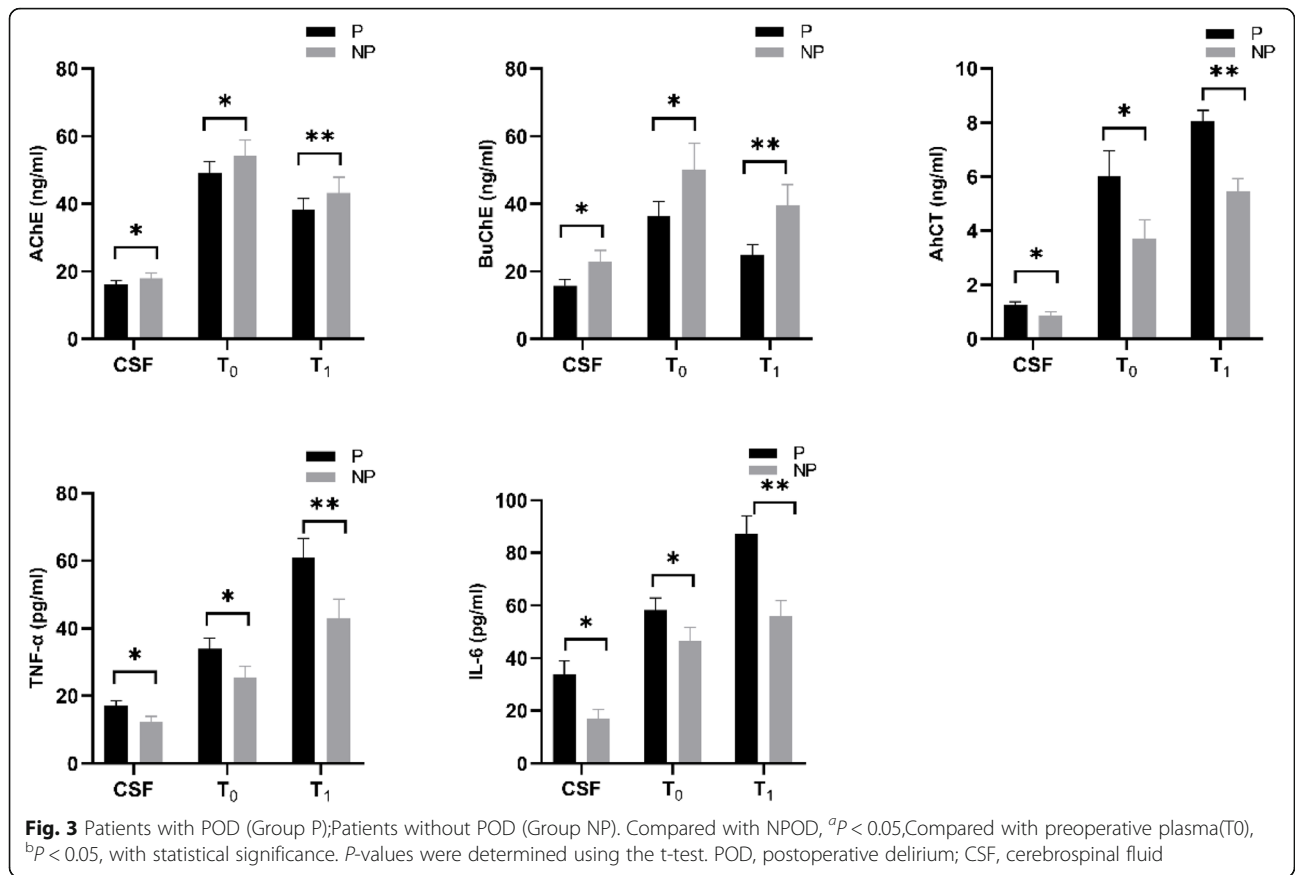 P
NP
AChE (ng/ml)
80
60
40
20
0
*
*
**
CSF T₀ T₁
P
NP
BuChE (ng/ml)
80
60
40
20
0
*
*
**
CSF T₀ T₁
P
NP
AhCT (ng/ml)
10
8
6
4
2
0
*
*
**
CSF T₀ T₁
P
NP
TNF-α (pg/ml)
80
60
40
20
0
*
*
**
CSF T₀ T₁
P
NP
IL-6 (pg/ml)
100
80
60
40
20
0
*
*
**
CSF T₀ T₁
Fig. 3 Patients with POD (Group P);Patients without POD (Group NP). Compared with NPOD, ᵃP < 0.05,Compared with preoperative plasma(T0),
ᵇP < 0.05, with statistical significance. P-values were determined using the t-test. POD, postoperative delirium; CSF, cerebrospinal fluid